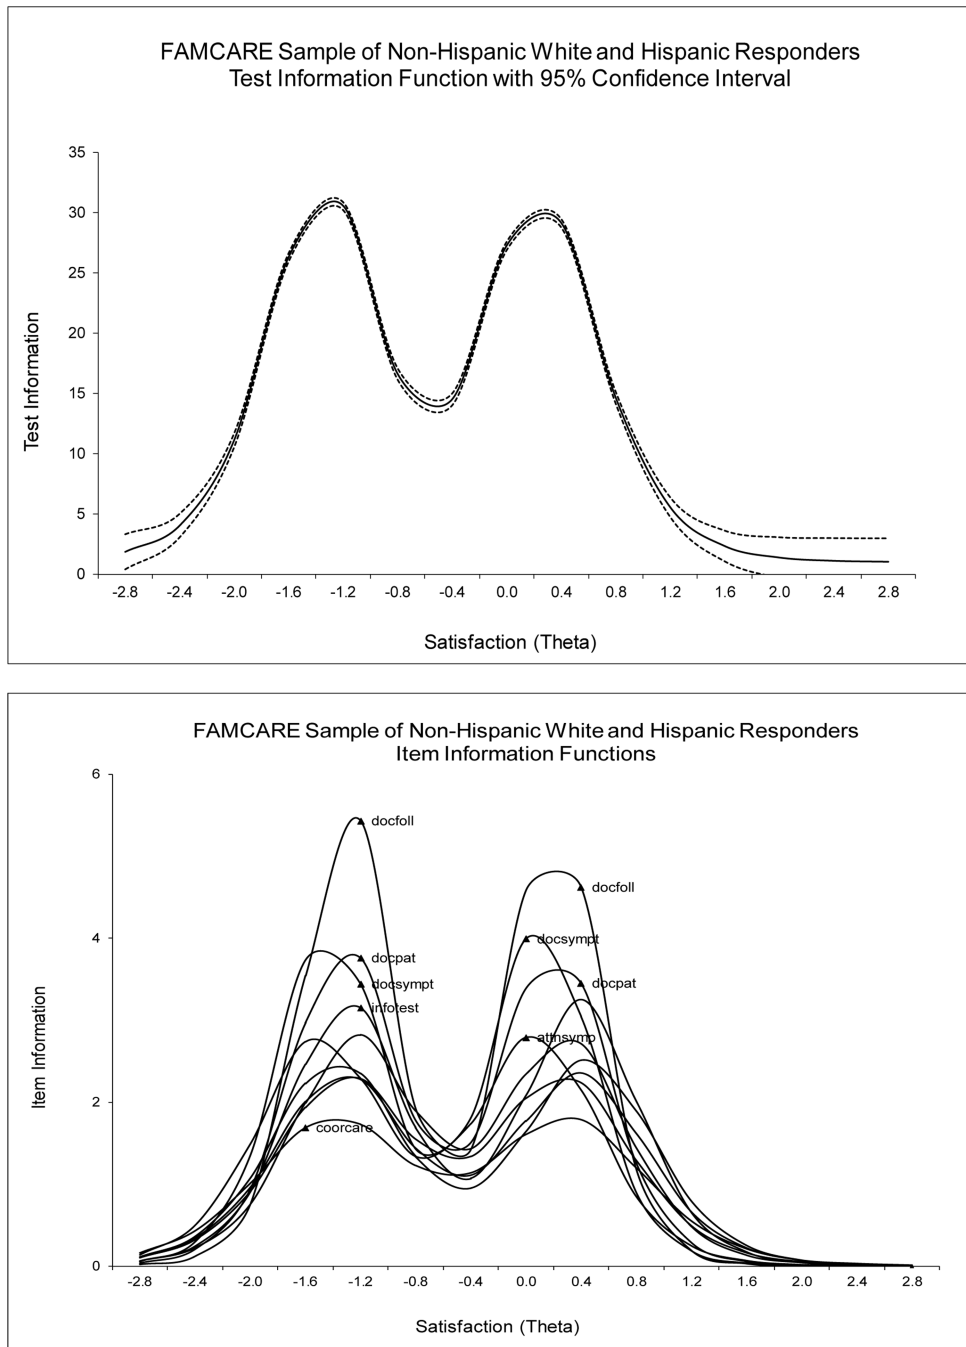 FAMCARE Sample of Non-Hispanic White and Hispanic Responders
Test Information Function with 95% Confidence Interval
35
30
25
20
15
10
5
0
Test Information
-2.8 -2.4 -2.0 -1.6 -1.2 -0.8 -0.4 0.0 0.4 0.8 1.2 1.6 2.0 2.4 2.8
Satisfaction (Theta)
FAMCARE Sample of Non-Hispanic White and Hispanic Responders
Item Information Functions
6
4
2
0
Item Information
docfoll
docfoll
docsympt
docpat
docsympt
docpat
infotest
attnsymp
coorcare
-2.8 -2.4 -2.0 -1.6 -1.2 -0.8 -0.4 0.0 0.4 0.8 1.2 1.6 2.0 2.4 2.8
Satisfaction (Theta)